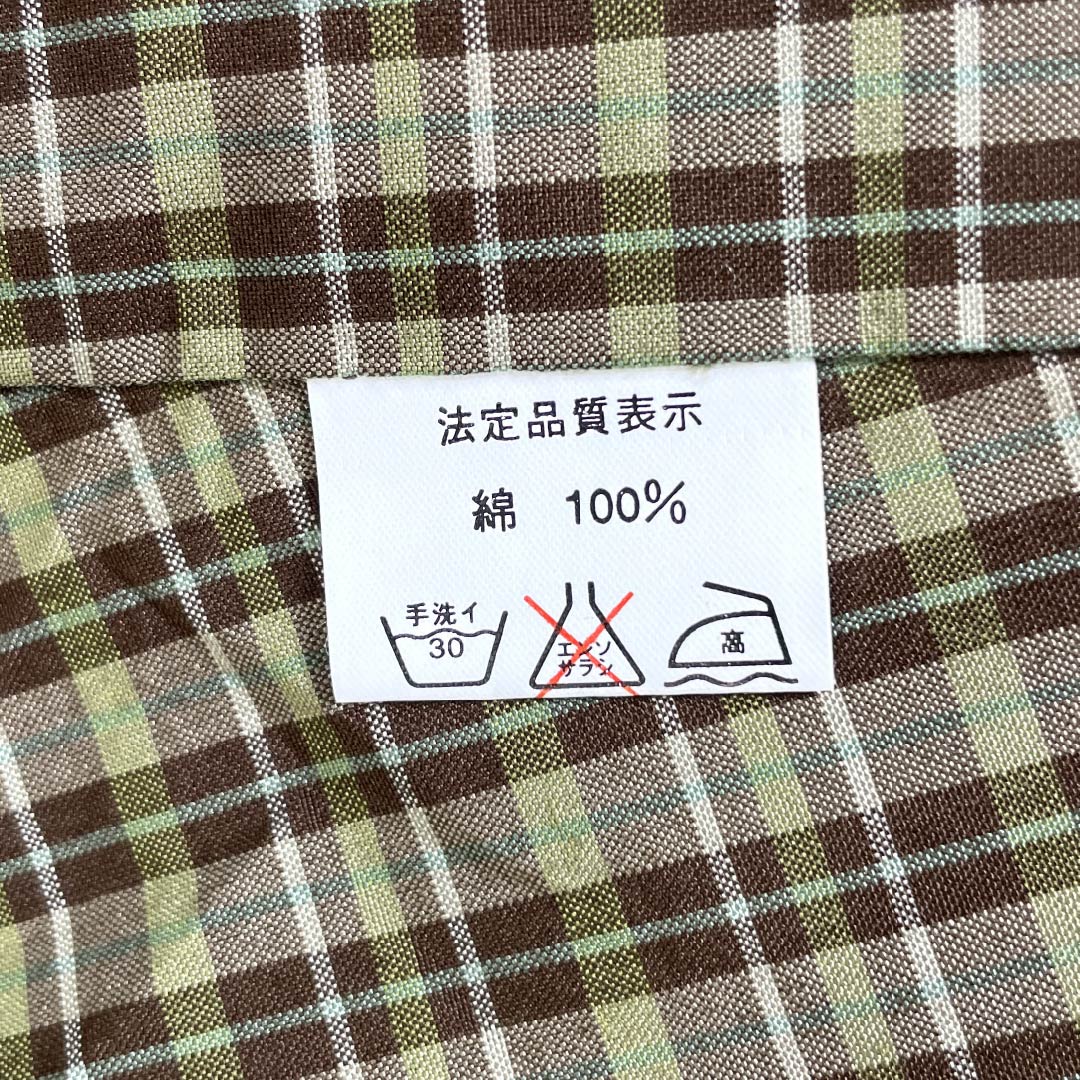 法定品質表示
綿 100%
手洗イ
30
エンソ
サラシ
高